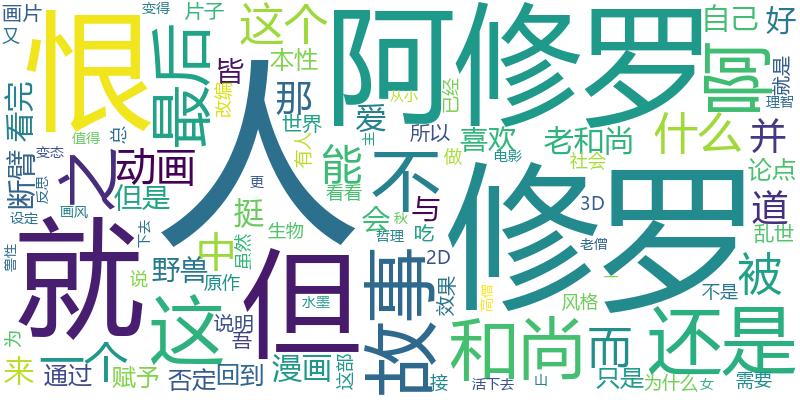 画片
变得
片子
这个
阿修罗
自己
好
又
恨
最后
皆
本性
啊
就是
改编
那
从小
已经
理智
看完
值得
总
世界
爱
所以
喜欢
老和尚
什么
并
断臂
变态
之
动画
人
有人
能
主
不
做
电影
社会
论点
反思
但是
看看
修罗
3D
道
设定
画风
挺
会
与
秋
兽性
下去
更
生物
吃
哲理
老僧
乱世
就
中
虽然
但
故事
2D
说
野兽
原作
效果
不是
被
这
水墨
高僧
一
风格
为
说明
吾
和尚
而
还是
来
一个
通过
赋予
否定
回到
漫画
这部
接
活下去
山
只是
为什么
女
需要